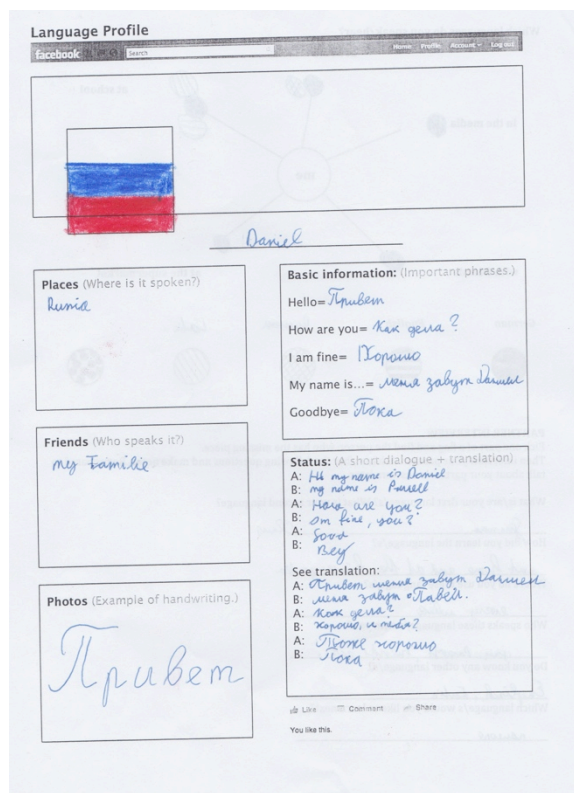 Language Profile
facebook Search Home Profile Account Log out
Daniel
Places (Where is it spoken?)
Rusia
Friends (Who speaks it?)
my Familie
Photos (Example of handwriting.)
Привет
Basic information: (Important phrases.)
Hello= Привет
How are you= Как дела?
I am fine= Хорошо
My name is...= меня завут Даниел
Goodbye= Пока
Status: (A short dialogue + translation)
A: Hi my name is Daniel
B: my name is
A: How are you?
B: om fine, you?
A: Good
B: Bey
See translation:
A: Привет меня завут Даниел
B: меня завут Павел.
A: Как дела?
B: хорошо, и тебя?
A: Тоже хорошо
B: Пока
Like Comment Share
You like this.